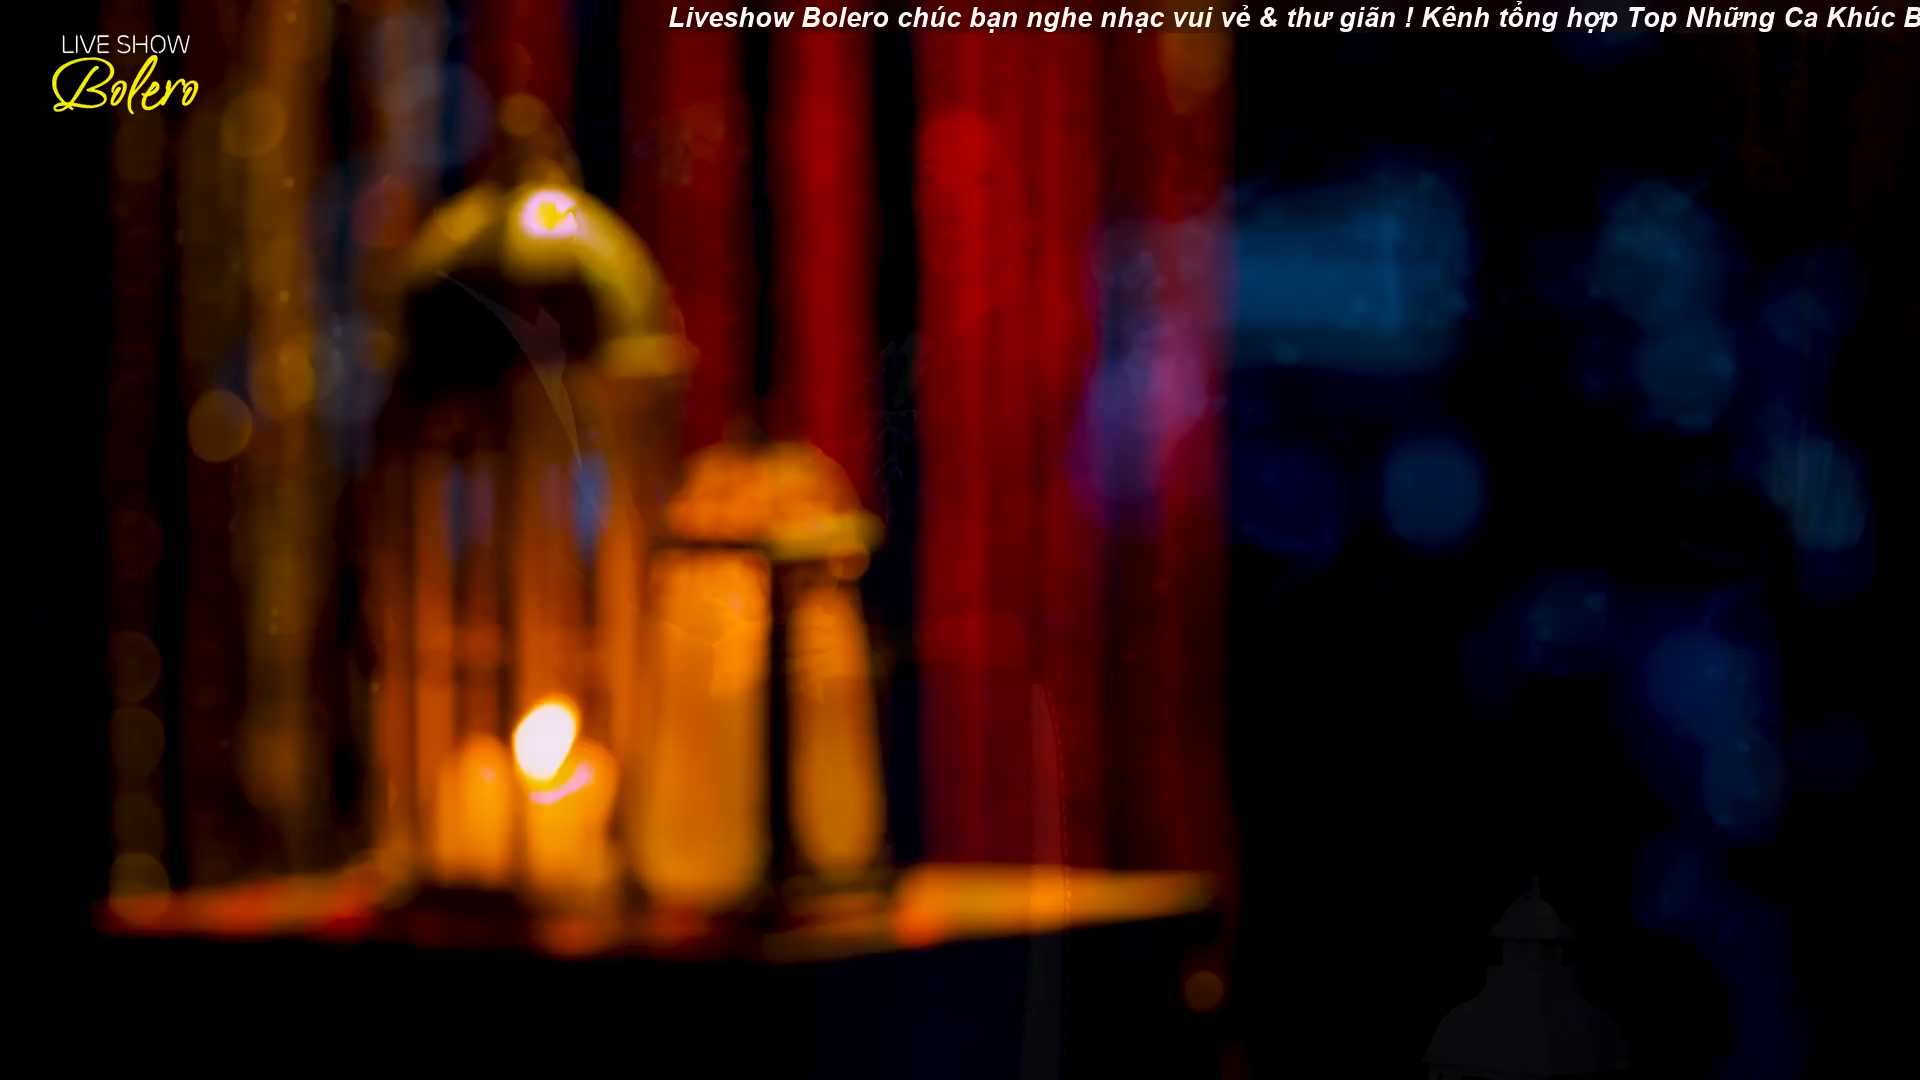 Liveshow Bolero chúc bạn nghe nhạc vui vẻ & thư giãn ! Kênh tổng hợp Top Những Ca Khúc B
LIVE SHOW
Bolero